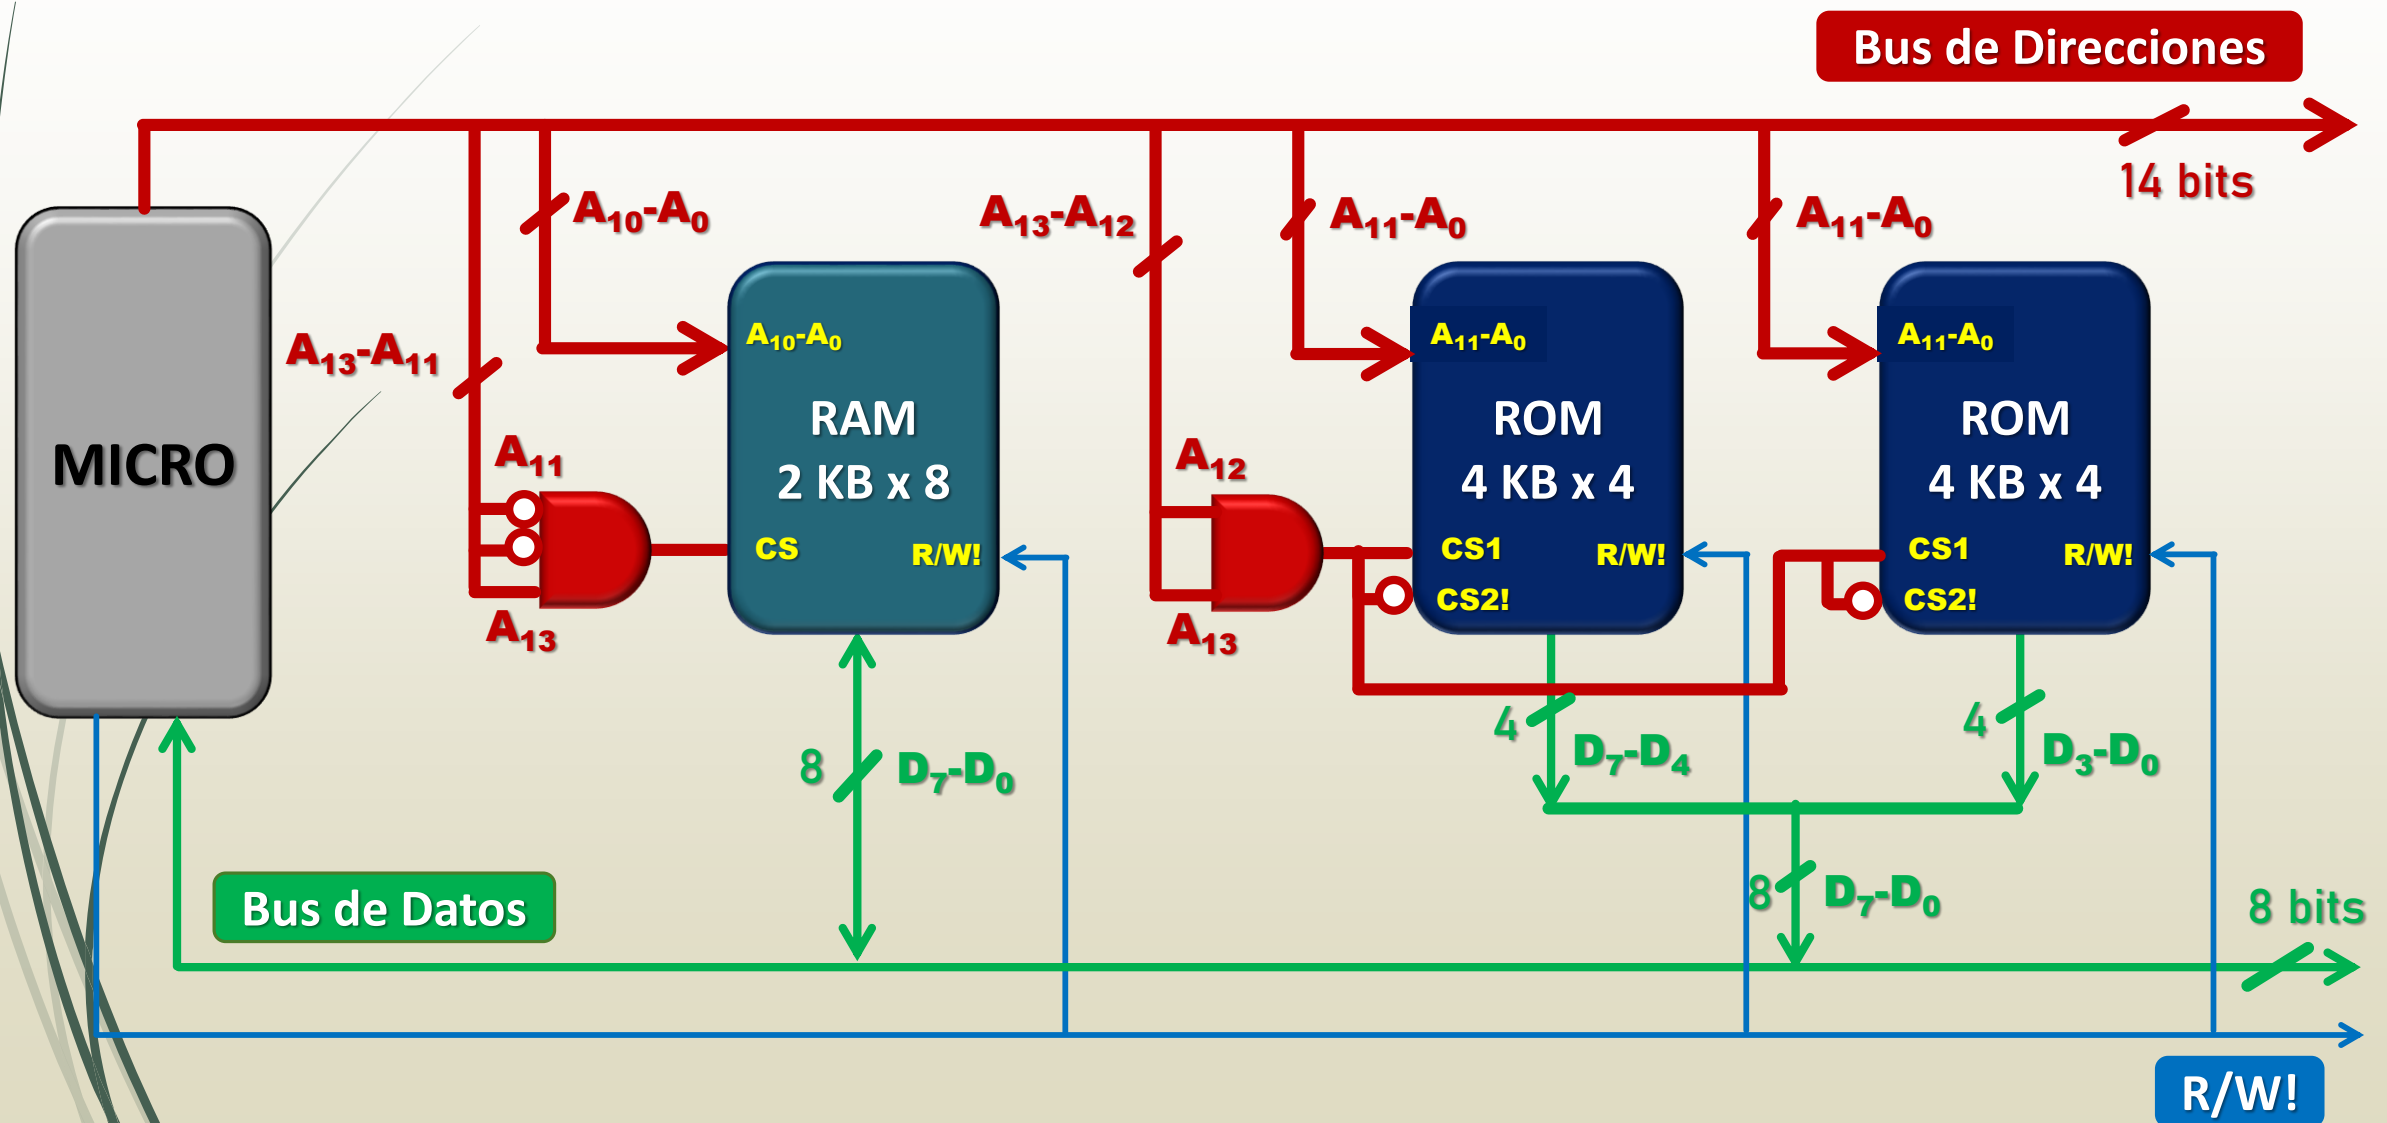 Bus de Direcciones
14 bits
A₁₀-A₀
A₁₃-A₁₂
A₁₁-A₀
A₁₁-A₀
A₁₃-A₁₁
MICRO
A₁₀-A₀
RAM
2 KB x 8
CS
R/W!
A₁₁
A₁₃
A₁₂
A₁₃
A₁₁-A₀
ROM
4 KB x 4
CS1
R/W!
CS2!
A₁₁-A₀
ROM
4 KB x 4
CS1
R/W!
CS2!
8
D₇-D₀
4
D₇-D₄
4
D₃-D₀
8
D₇-D₀
Bus de Datos
8 bits
R/W!